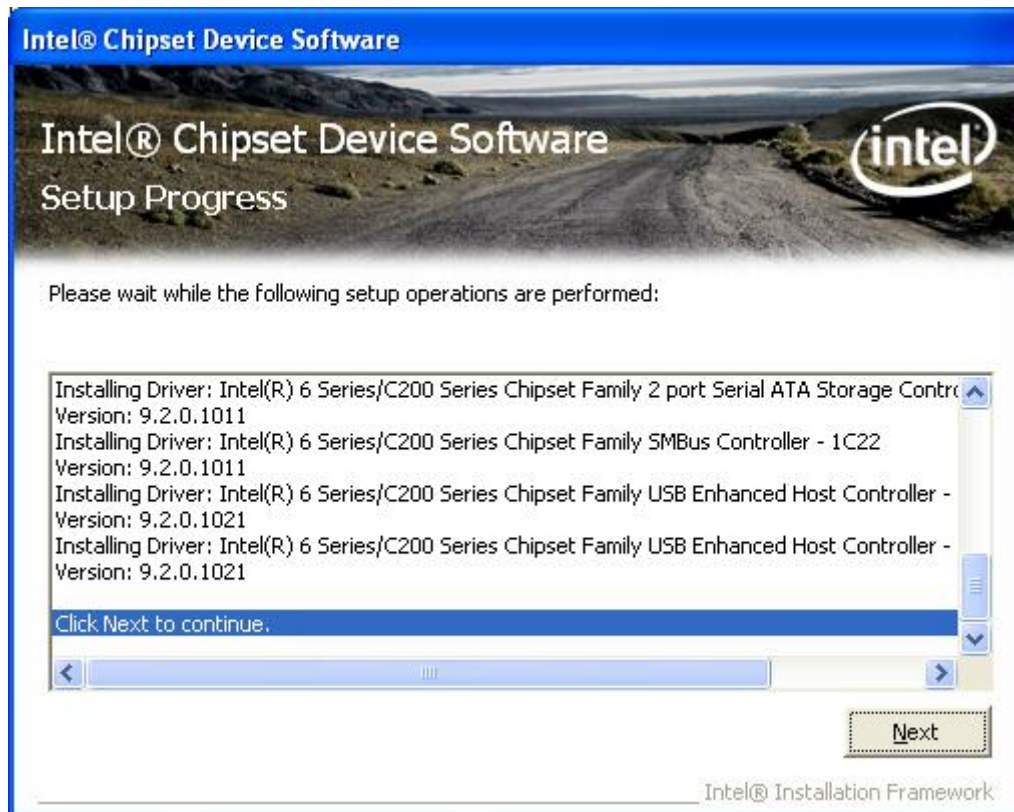 Intel® Chipset Device Software
Intel® Chipset Device Software
intel
Setup Progress
Please wait while the following setup operations are performed:
Installing Driver: Intel(R) 6 Series/C200 Series Chipset Family 2 port Serial ATA Storage
Version: 9.2.0.1011
Installing Driver: Intel(R) 6 Series/C200 Series Chipset Family SMBus Controller - 1C22
Version: 9.2.0.1011
Installing Driver: Intel(R) 6 Series/C200 Series Chipset Family USB Enhanced Host Controller -
Version: 9.2.0.1021
Installing Driver: Intel(R) 6 Series/C200 Series Chipset Family USB Enhanced Host Controller -
Version: 9.2.0.1021
Click Next to continue.
Next
Intel® Installation Framework